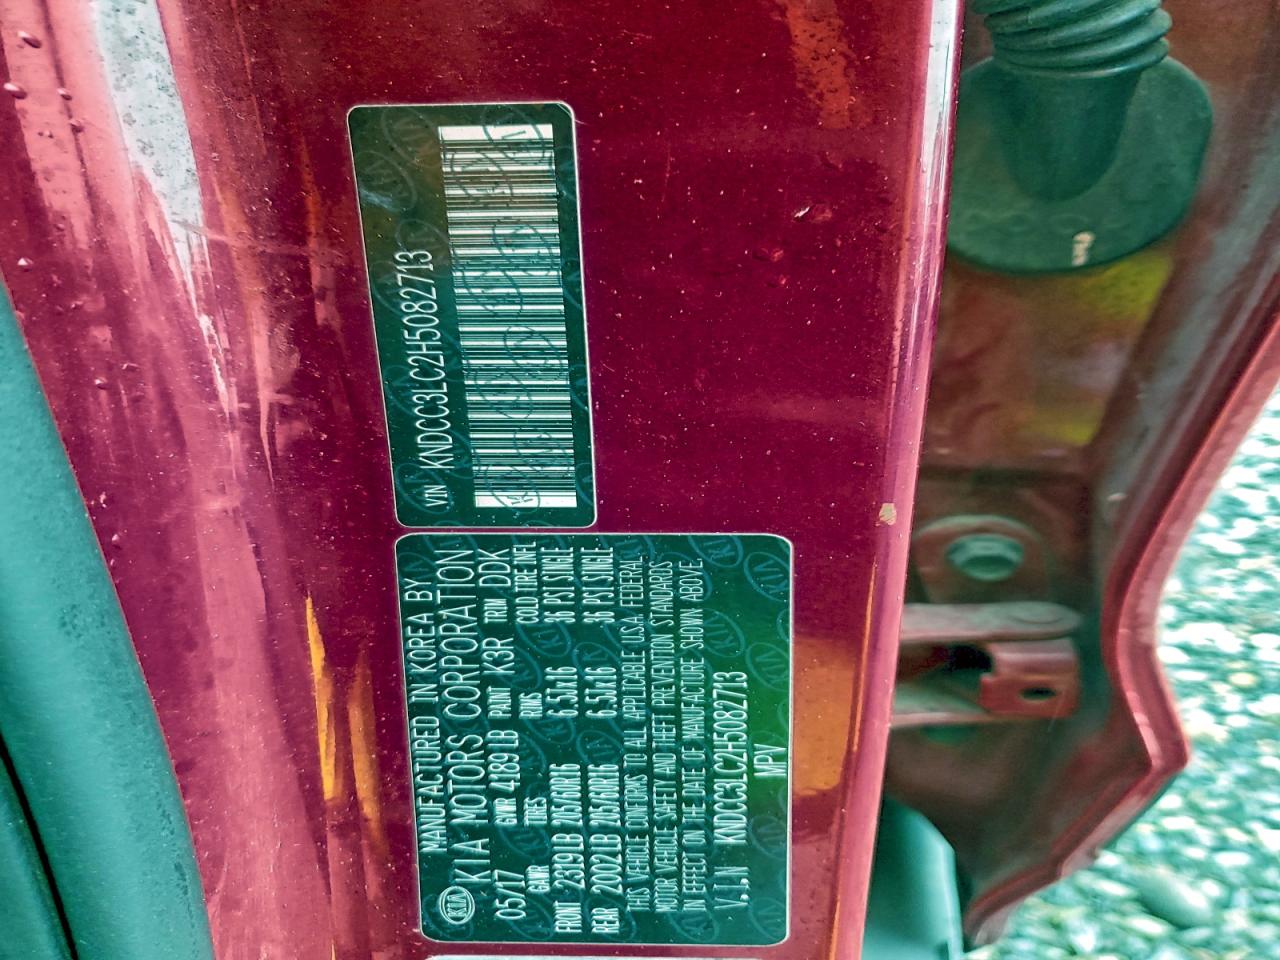 VIN KNDCC3LC2H5082713
MANUFACTURED IN KOREA BY
KIA KIA MOTORS CORPORATION
05/17 GVWR 4189LB PAINT K3R TRIM DDK
GAWR TIRES RIMS COLD TIRE INFL
FRONT 2379LB 205/60R16 6.5Jx16 36 PSI SINGLE
REAR 2002LB 205/60R16 6.5Jx16 36 PSI SINGLE
THIS VEHICLE CONFORMS TO ALL APPLICABLE U.S.A FEDERAL
MOTOR VEHICLE SAFETY AND THEFT PREVENTION STANDARDS
IN EFFECT ON THE DATE OF MANUFACTURE SHOWN ABOVE.
V.I.N KNDCC3LC2H5082713
MPV